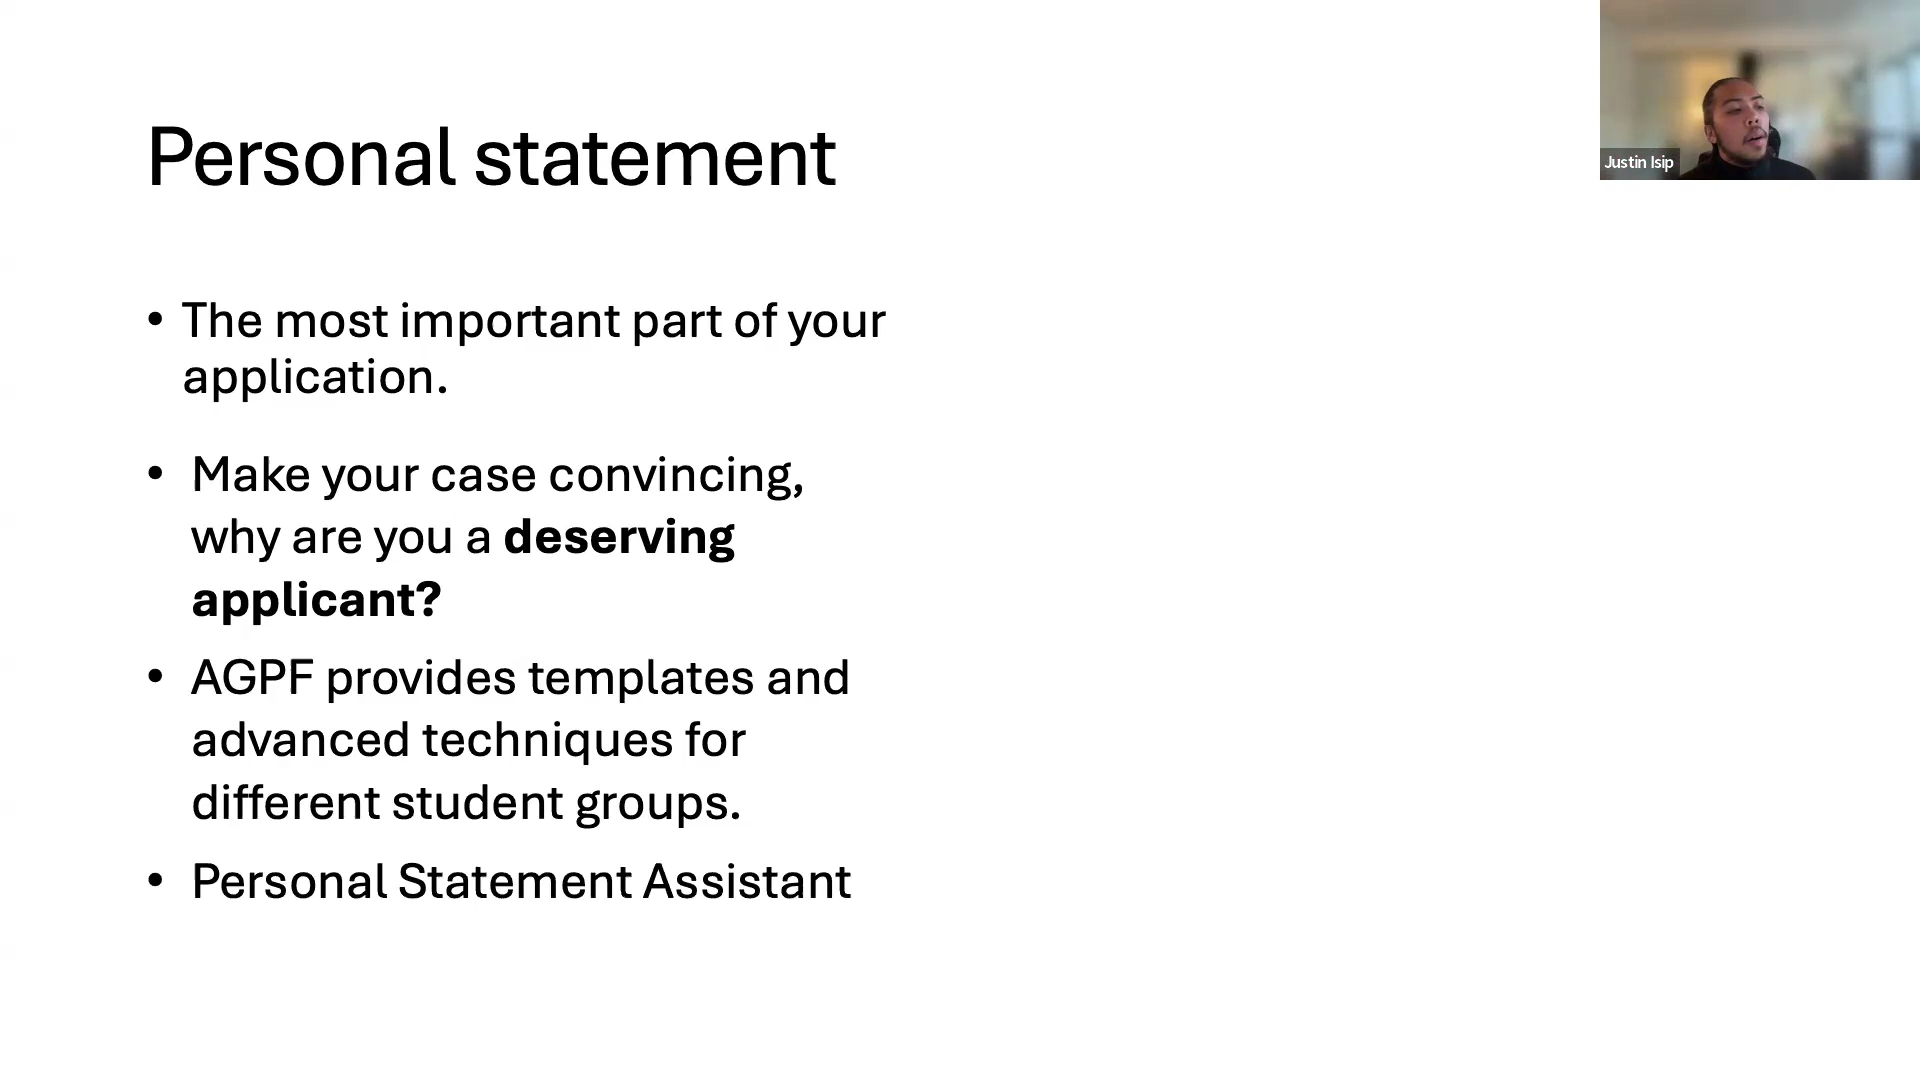 Personal statement
Justin Isip
• The most important part of your
application.
• Make your case convincing,
why are you a deserving
applicant?
• AGPF provides templates and
advanced techniques for
different student groups.
• Personal Statement Assistant